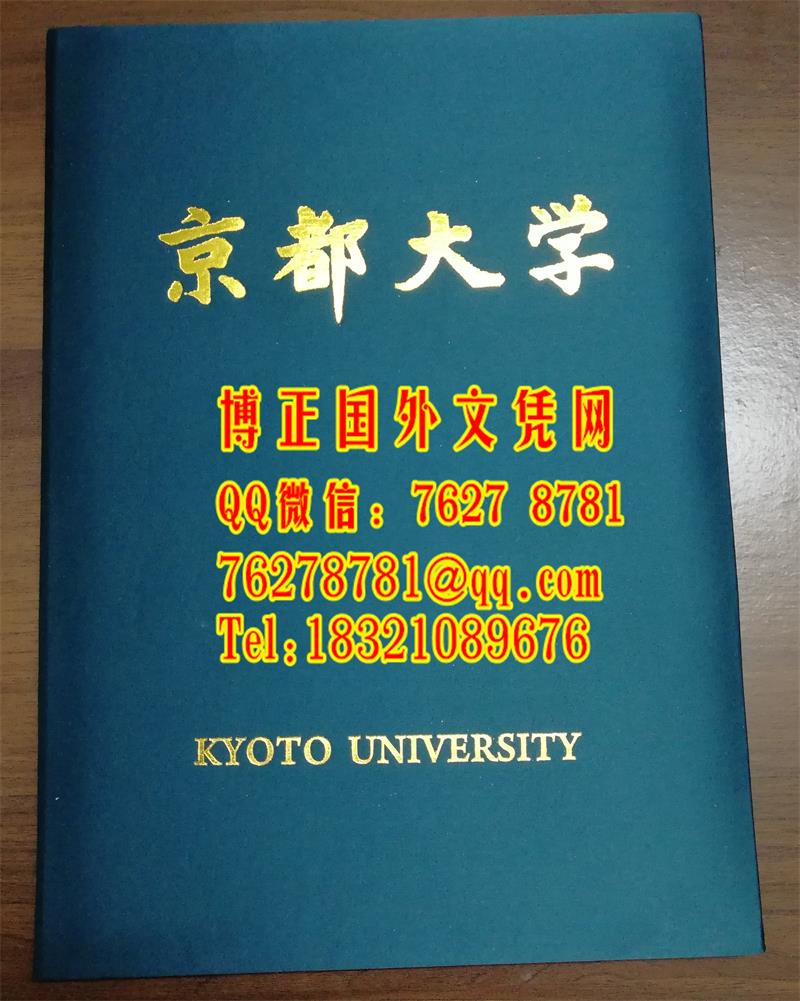 京都大学
博正国外文凭网
QQ微信：7627 8781
76278781@qq.com
Tel:18321089676
KYOTO UNIVERSITY